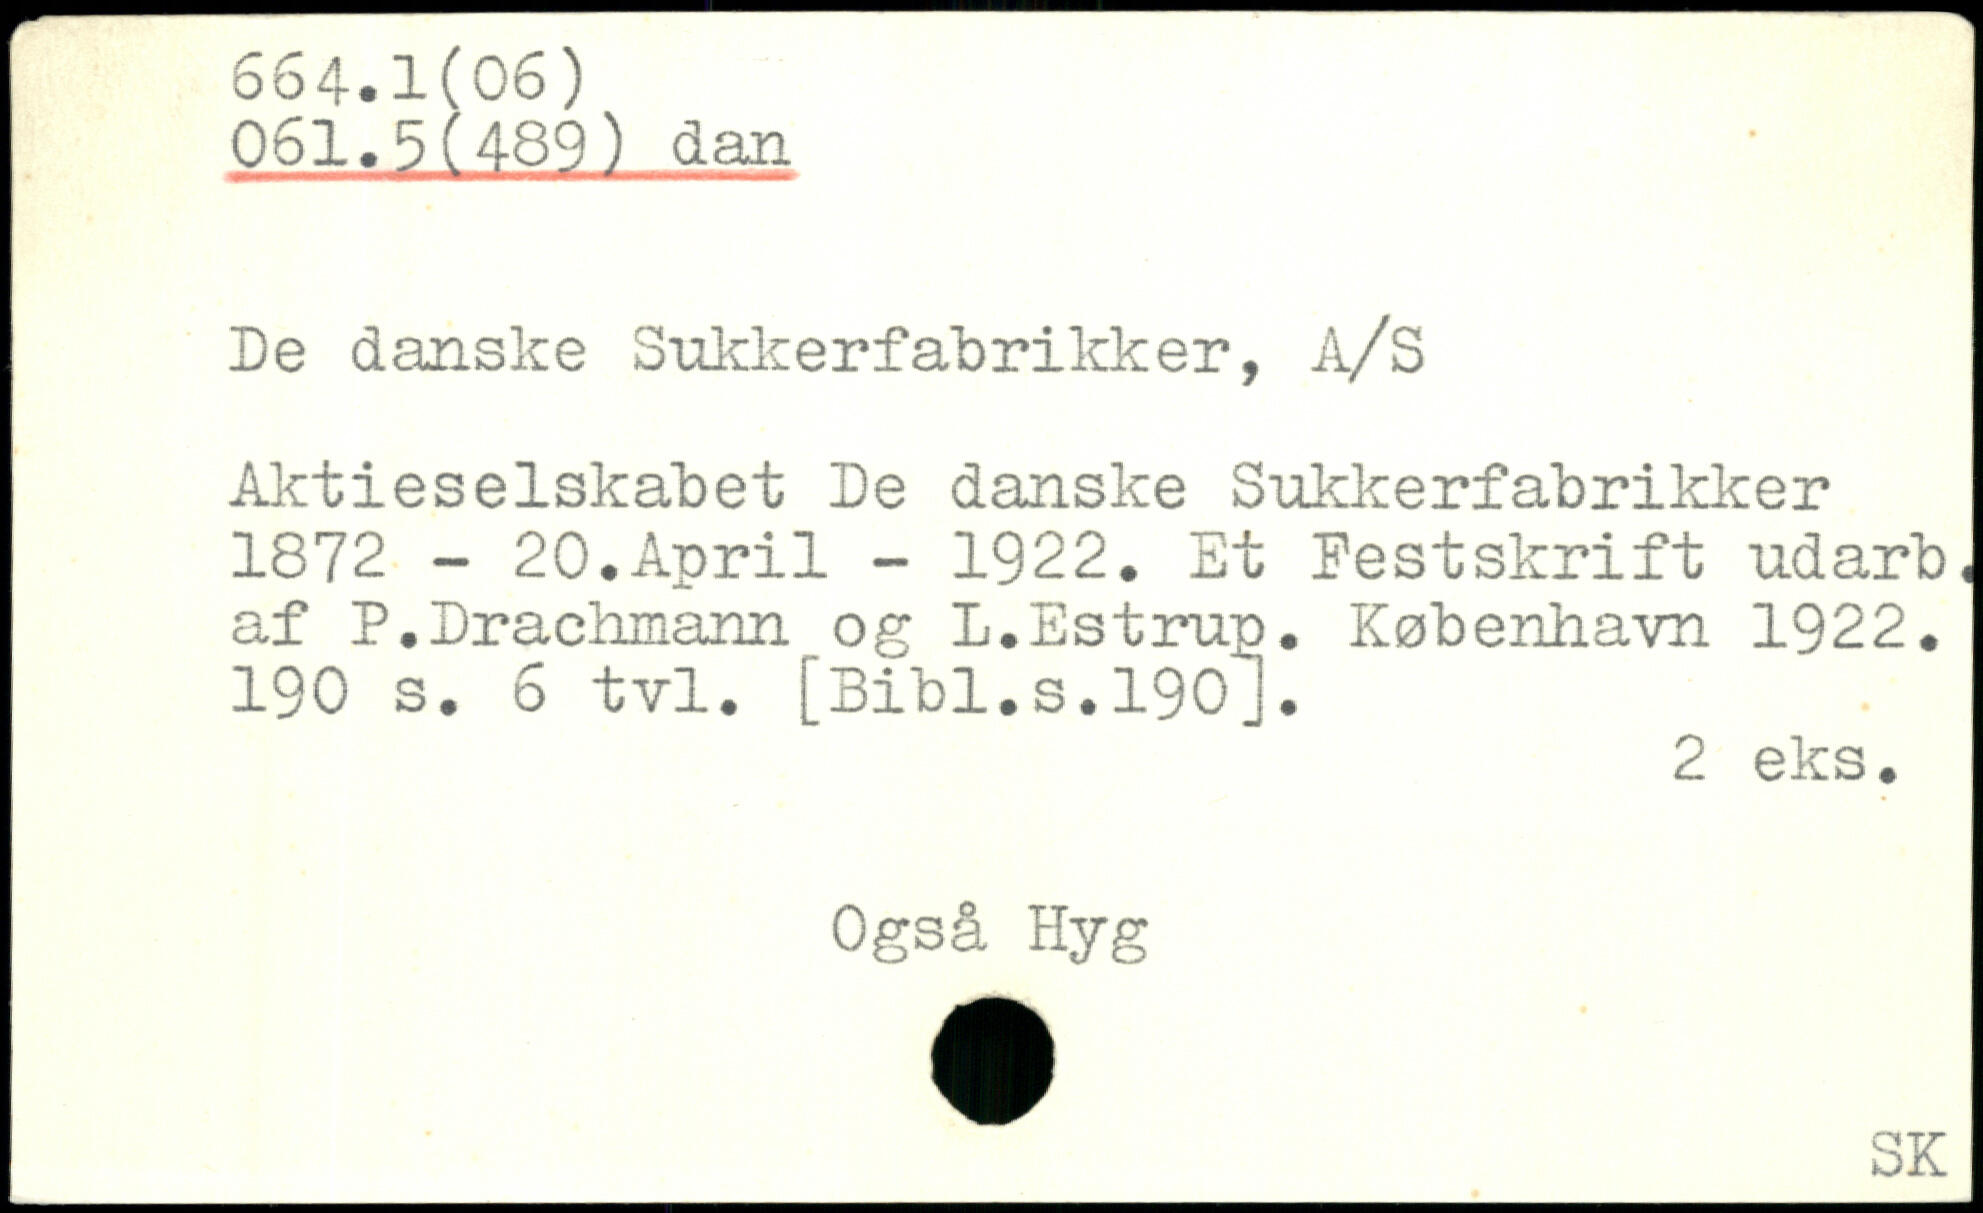 664.1(06)
061.5(489) dan
De danske Sukkerfabrikker, A/S
Aktieselskabet De danske Sukkerfabrikker
1872 - 20.April - 1922. Et Festskrift udarb.
af P.Drachmann og L.Estrup. København 1922.
190 s. 6 tvl. [Bibl.s.190].
2 eks.
Også Hyg
SK